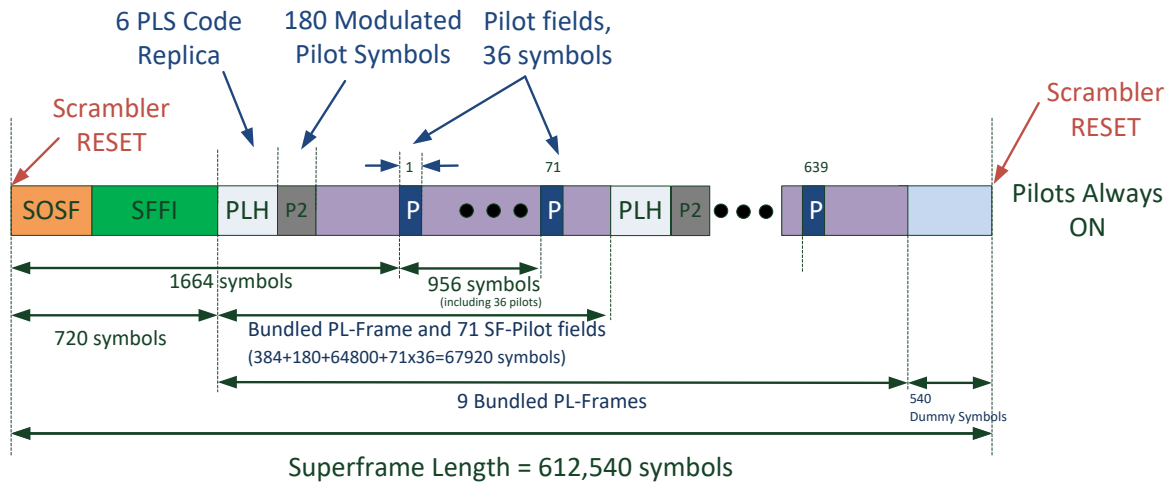 6 PLS Code
Replica
180 Modulated
Pilot Symbols
Pilot fields,
36 symbols
Scrambler
RESET
Scrambler
RESET
1
71
639
SOSF
SFFI
PLH
P2
P
P
PLH
P2
P
Pilots Always
ON
1664 symbols
956 symbols
(including 36 pilots)
720 symbols
Bundled PL-Frame and 71 SF-Pilot fields
(384+180+64800+71x36=67920 symbols)
9 Bundled PL-Frames
540
Dummy Symbols
Superframe Length = 612,540 symbols